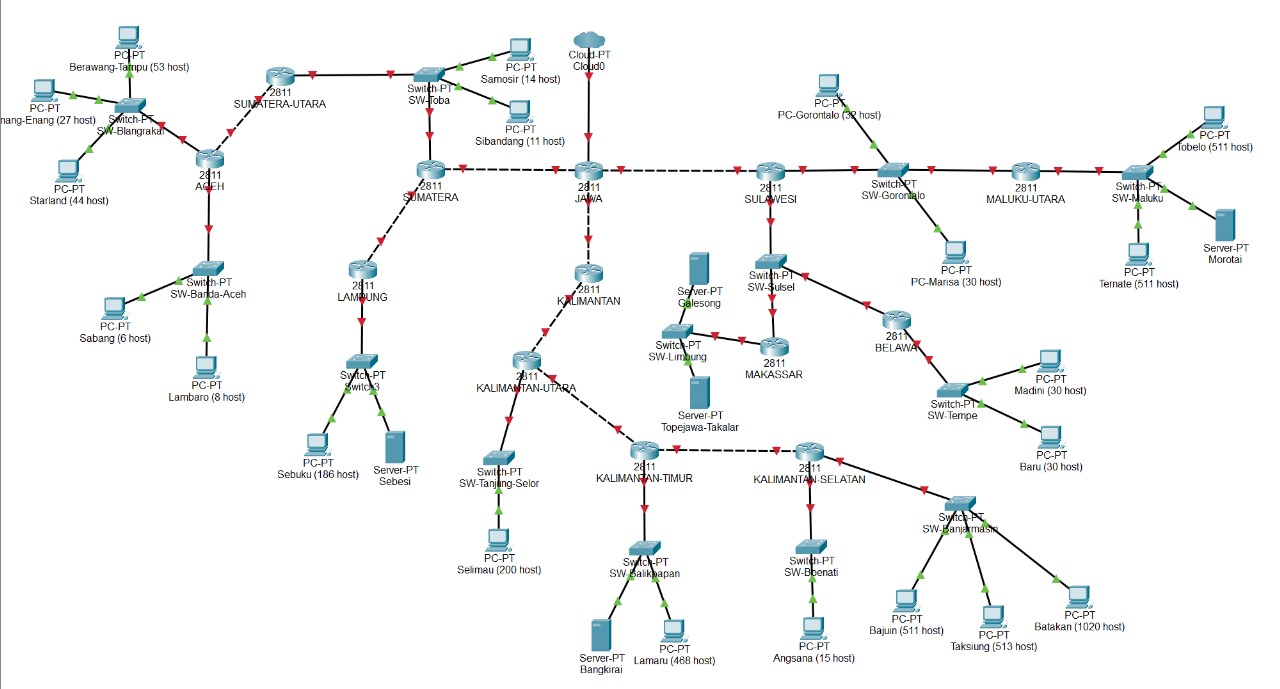 PC-PT
Berawang-Tampu (53 host)
PC-PT
nang-Enang (27 host)
Switch-PT
SW-Blangrakal
PC-PT
Starland (44 host)
2811
ACEH
2811
SUMATERA-UTARA
Switch-PT
SW-Toba
PC-PT
Samosir (14 host)
PC-PT
Sibandang (11 host)
Cloud-PT
Cloud0
2811
SUMATERA
2811
JAWA
2811
SULAWESI
PC-PT
PC-Gorontalo (32 host)
Switch-PT
SW-Gorontalo
PC-PT
PC-Marisa (30 host)
2811
MALUKU-UTARA
Switch-PT
SW-Maluku
PC-PT
Tobelo (511 host)
Server-PT
Morotai
PC-PT
Ternate (511 host)
Switch-PT
SW-Banda-Aceh
PC-PT
Sabang (6 host)
PC-PT
Lambaro (8 host)
2811
LAMPUNG
Switch-PT
Switch3
PC-PT
Sebuku (186 host)
Server-PT
Sebesi
2811
KALIMANTAN
2811
KALIMANTAN-UTARA
Switch-PT
SW-Tanjung-Selor
PC-PT
Selimau (200 host)
Server-PT
Galesong
Switch-PT
SW-Limbung
Server-PT
Topejawa-Takalar
Switch-PT
SW-Sulsel
2811
MAKASSAR
2811
BELAWA
Switch-PT
SW-Tempe
PC-PT
Madini (30 host)
PC-PT
Baru (30 host)
2811
KALIMANTAN-TIMUR
Switch-PT
SW-Balikpapan
Server-PT
Bangkirai
PC-PT
Lamaru (468 host)
2811
KALIMANTAN-SELATAN
Switch-PT
SW-Boenati
PC-PT
Angsana (15 host)
Switch-PT
SW-Banjarmasin
PC-PT
Bajuin (511 host)
PC-PT
Taksiung (513 host)
PC-PT
Batakan (1020 host)